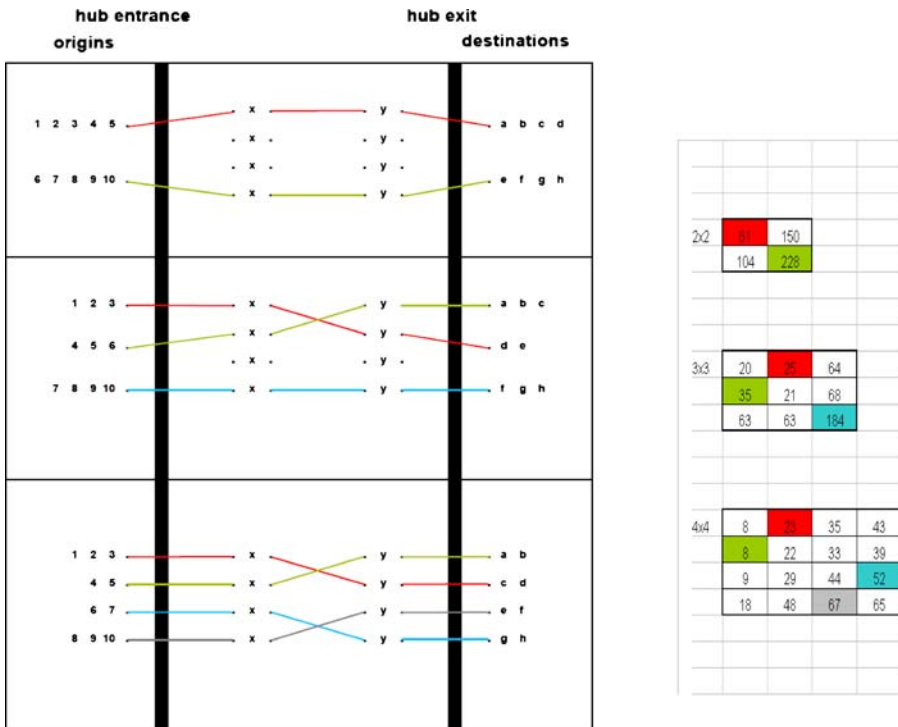 hub entrance hub exit
origins destinations
x y
1 2 3 4 5 a b c d
x y
x y
6 7 8 9 10 e f g h
x y
1 2 3 x y a b c
x y
4 5 6 d e
x y
7 8 9 10 x y f g h
1 2 3 x y a b
4 5 x y c d
6 7 x y e f
8 9 10 x y g h
2x2 61 150
104 228
3x3 20 25 64
35 21 68
63 63 184
4x4 8 23 35 43
8 22 33 39
9 29 44 52
18 48 67 65